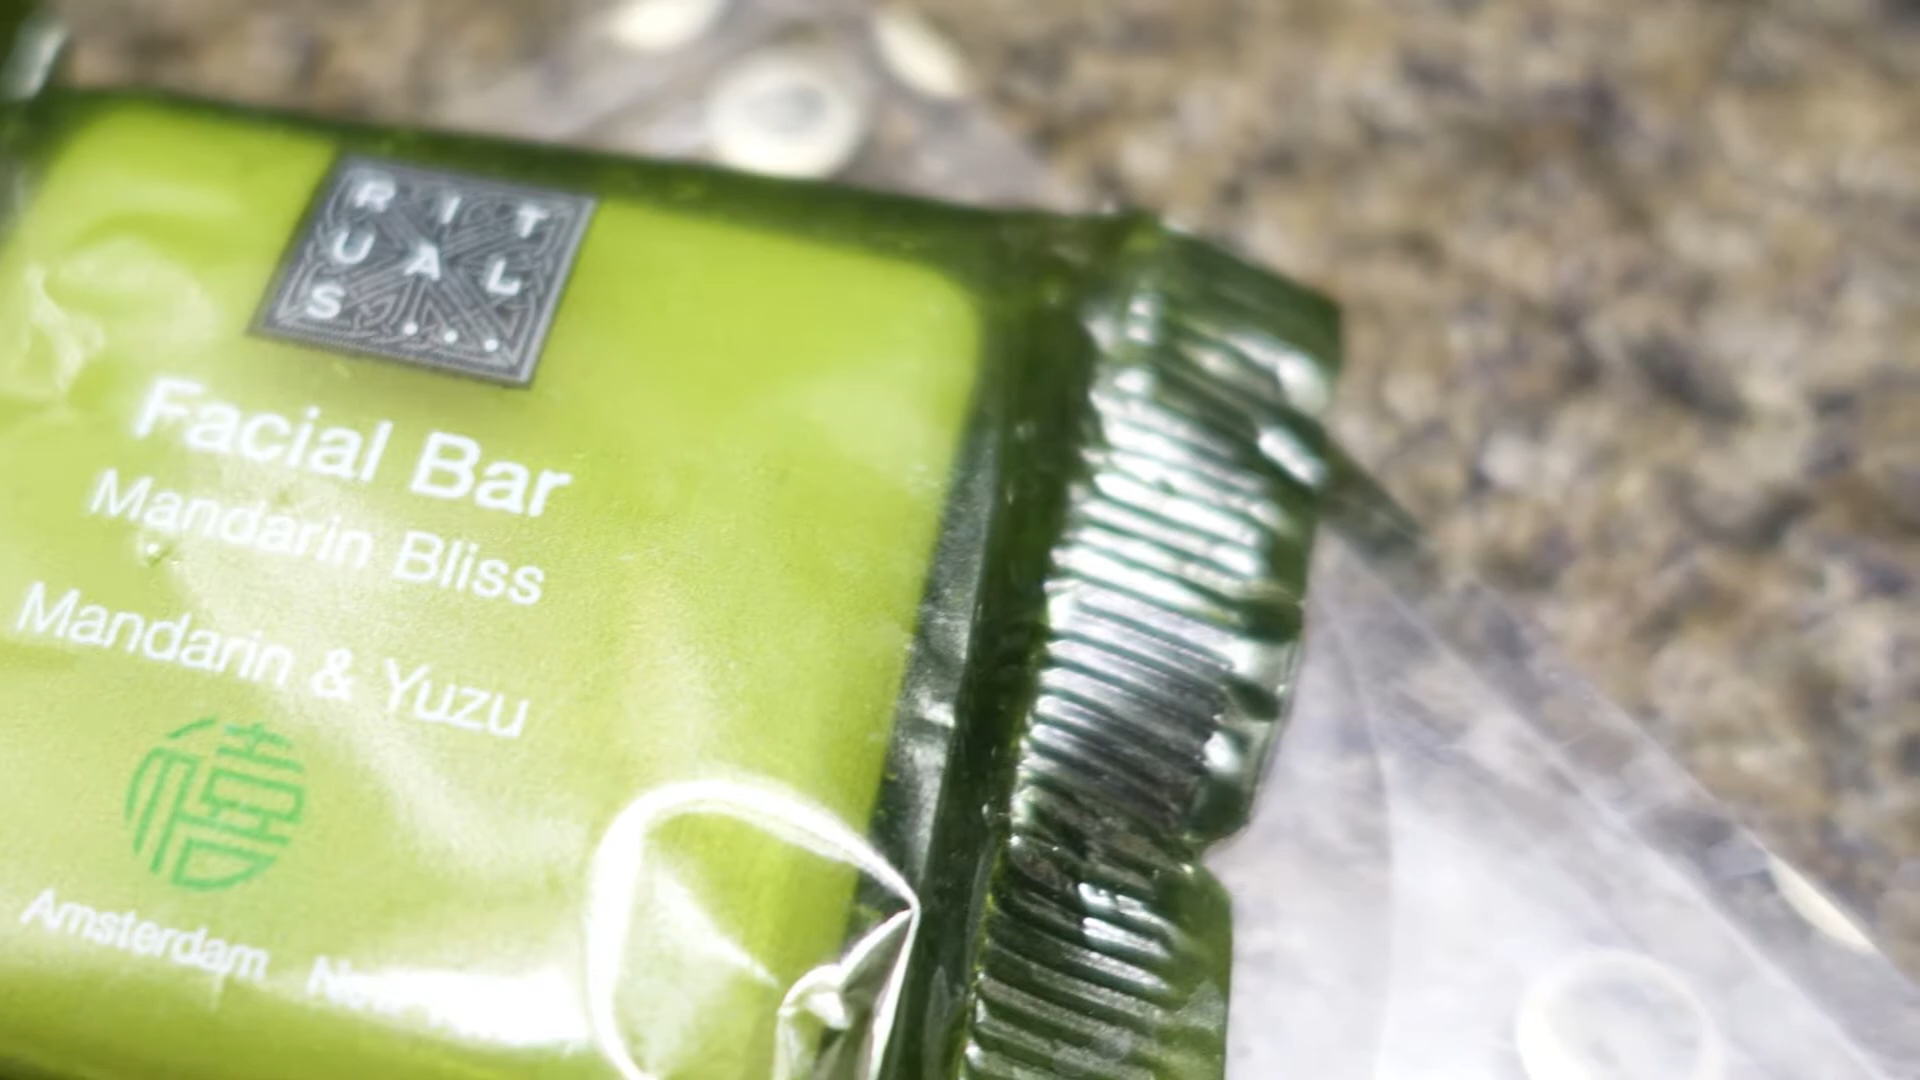 R I T
U A L
S . . .
Facial Bar
Mandarin Bliss
Mandarin & Yuzu
Amsterdam